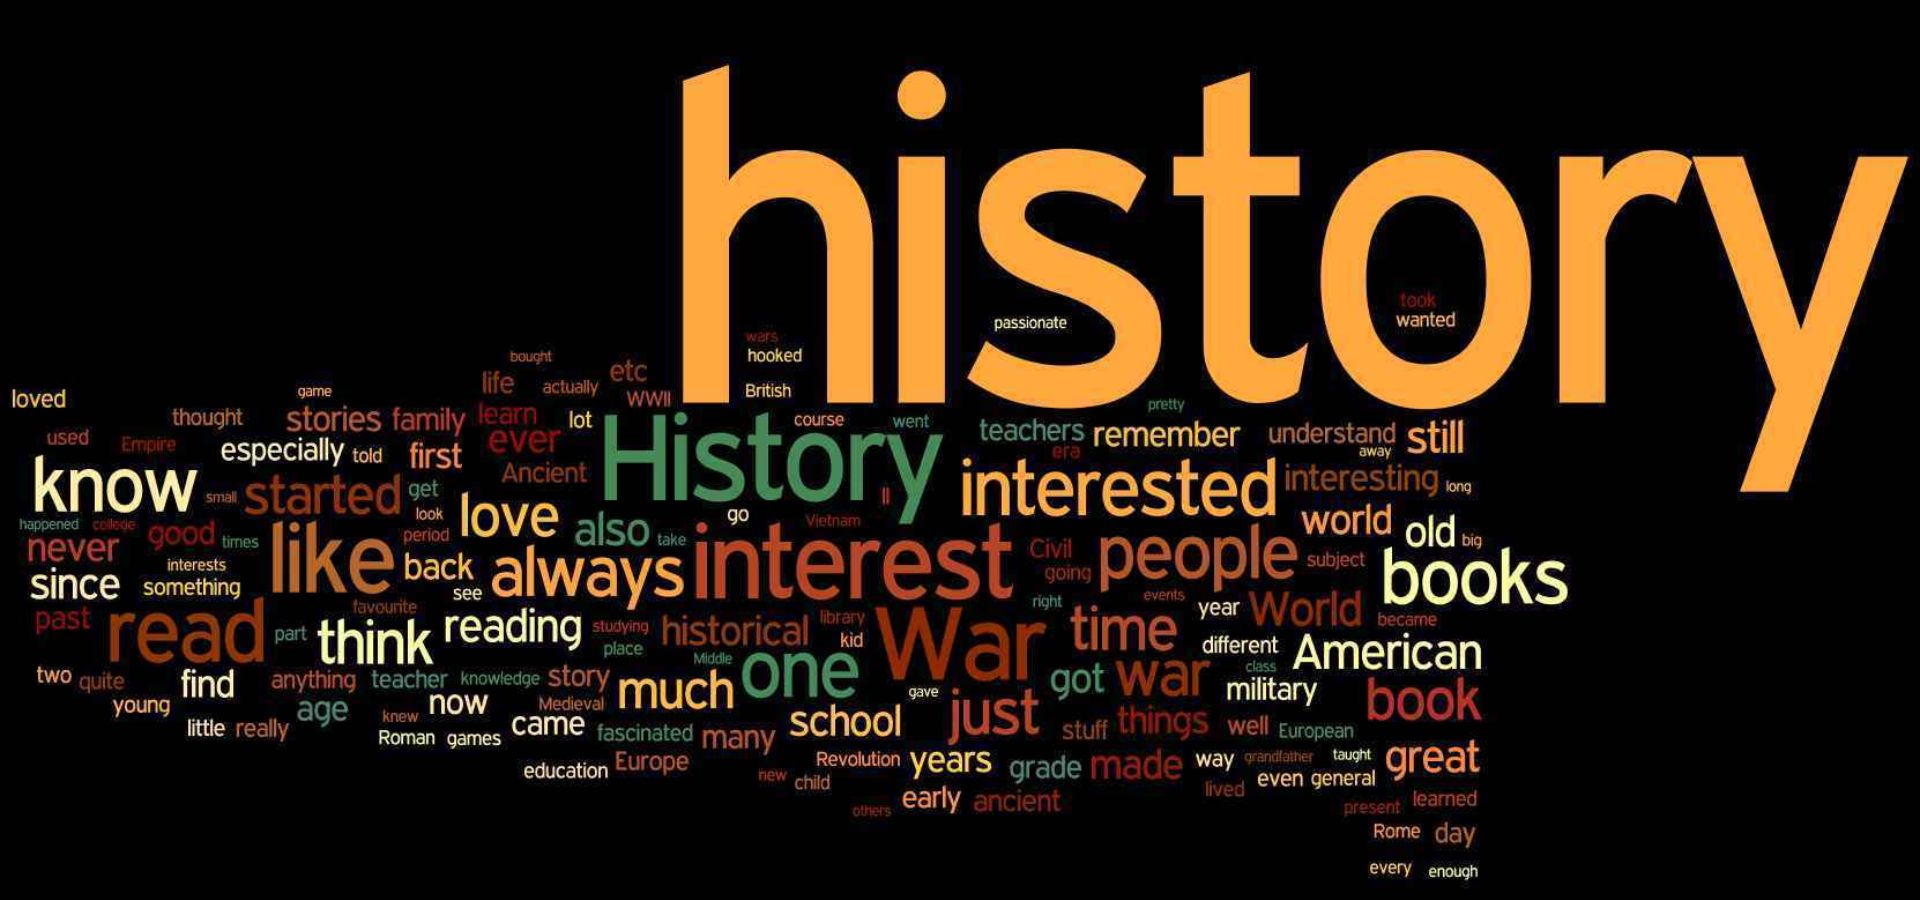 history
took
wanted
passionate
wars
hooked
British
bought
etc
life
actually
WWII
game
loved
thought
stories family learn
lot
course
went
pretty
used
Empire
especially
told
first
ever
History
teachers
remember
understand
still
era
away
know
small
started
get
Ancient
II
interested
interesting
long
look
love
go
Vietnam
world
old
big
happened
college
good
times
like
period
also
take
interest
Civil
people
subject
books
never
interests
back
always
going
since
something
see
right
events
year
World
became
past
read
part
favourite
think
reading
studying
place
historical
library
kid
War
time
different
American
two
quite
find
anything
teacher
knowledge
story
Middle
one
got
war
class
military
book
young
age
knew
now
Medieval
much
gave
just
little
really
Roman
games
came
fascinated
many
school
stuff
things
well
European
education
Europe
Revolution
years
grade
made
way
grandfather
taught
great
new
child
even
general
lived
others
early
ancient
present
learned
Rome
day
every
enough